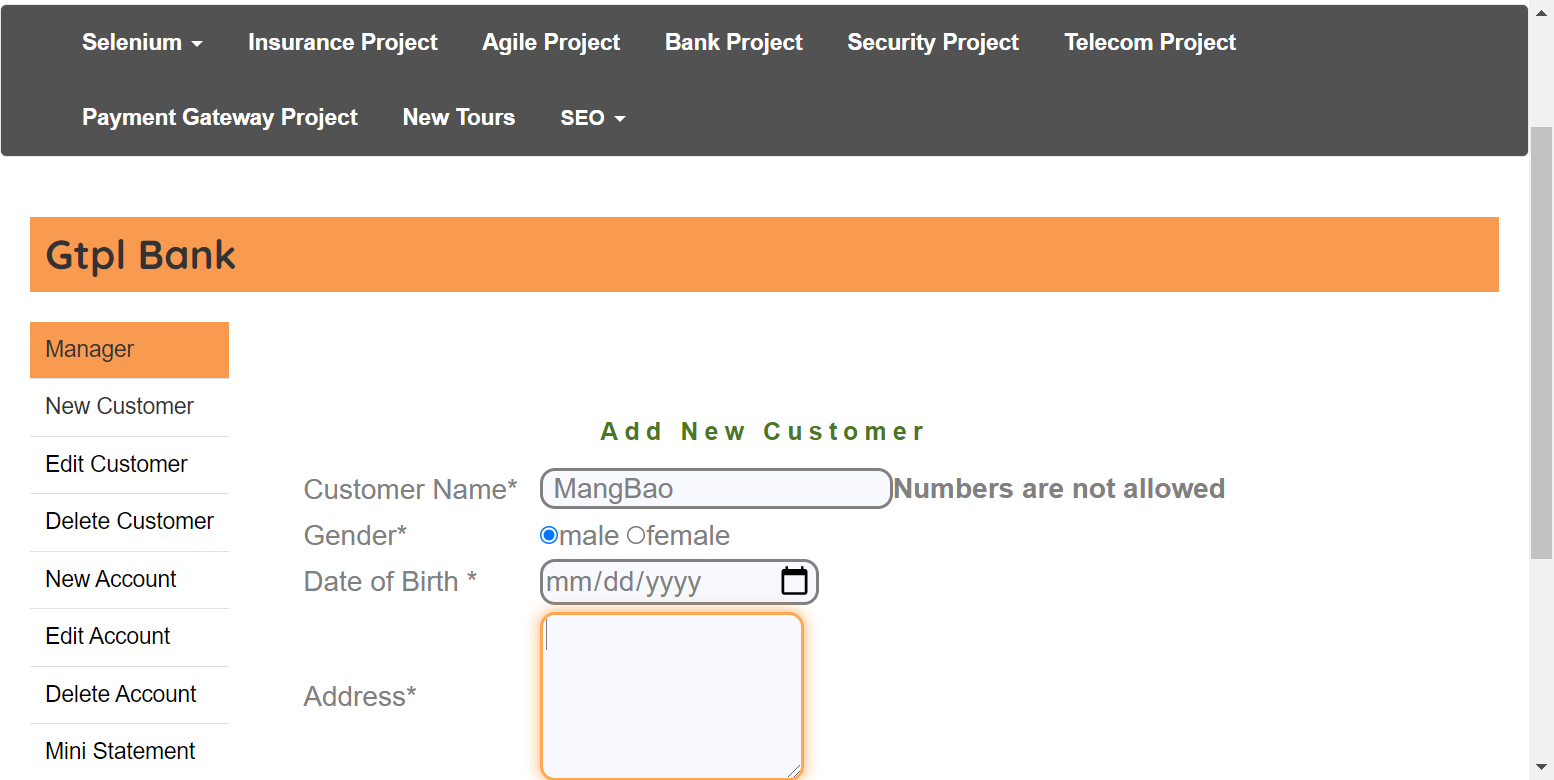 Selenium Insurance Project Agile Project Bank Project Security Project Telecom Project
Payment Gateway Project New Tours SEO
Gtpl Bank
Manager
New Customer
Edit Customer
Delete Customer
New Account
Edit Account
Delete Account
Mini Statement
Add New Customer
Customer Name* MangBao Numbers are not allowed
Gender* male female
Date of Birth * mm/dd/yyyy
Address*